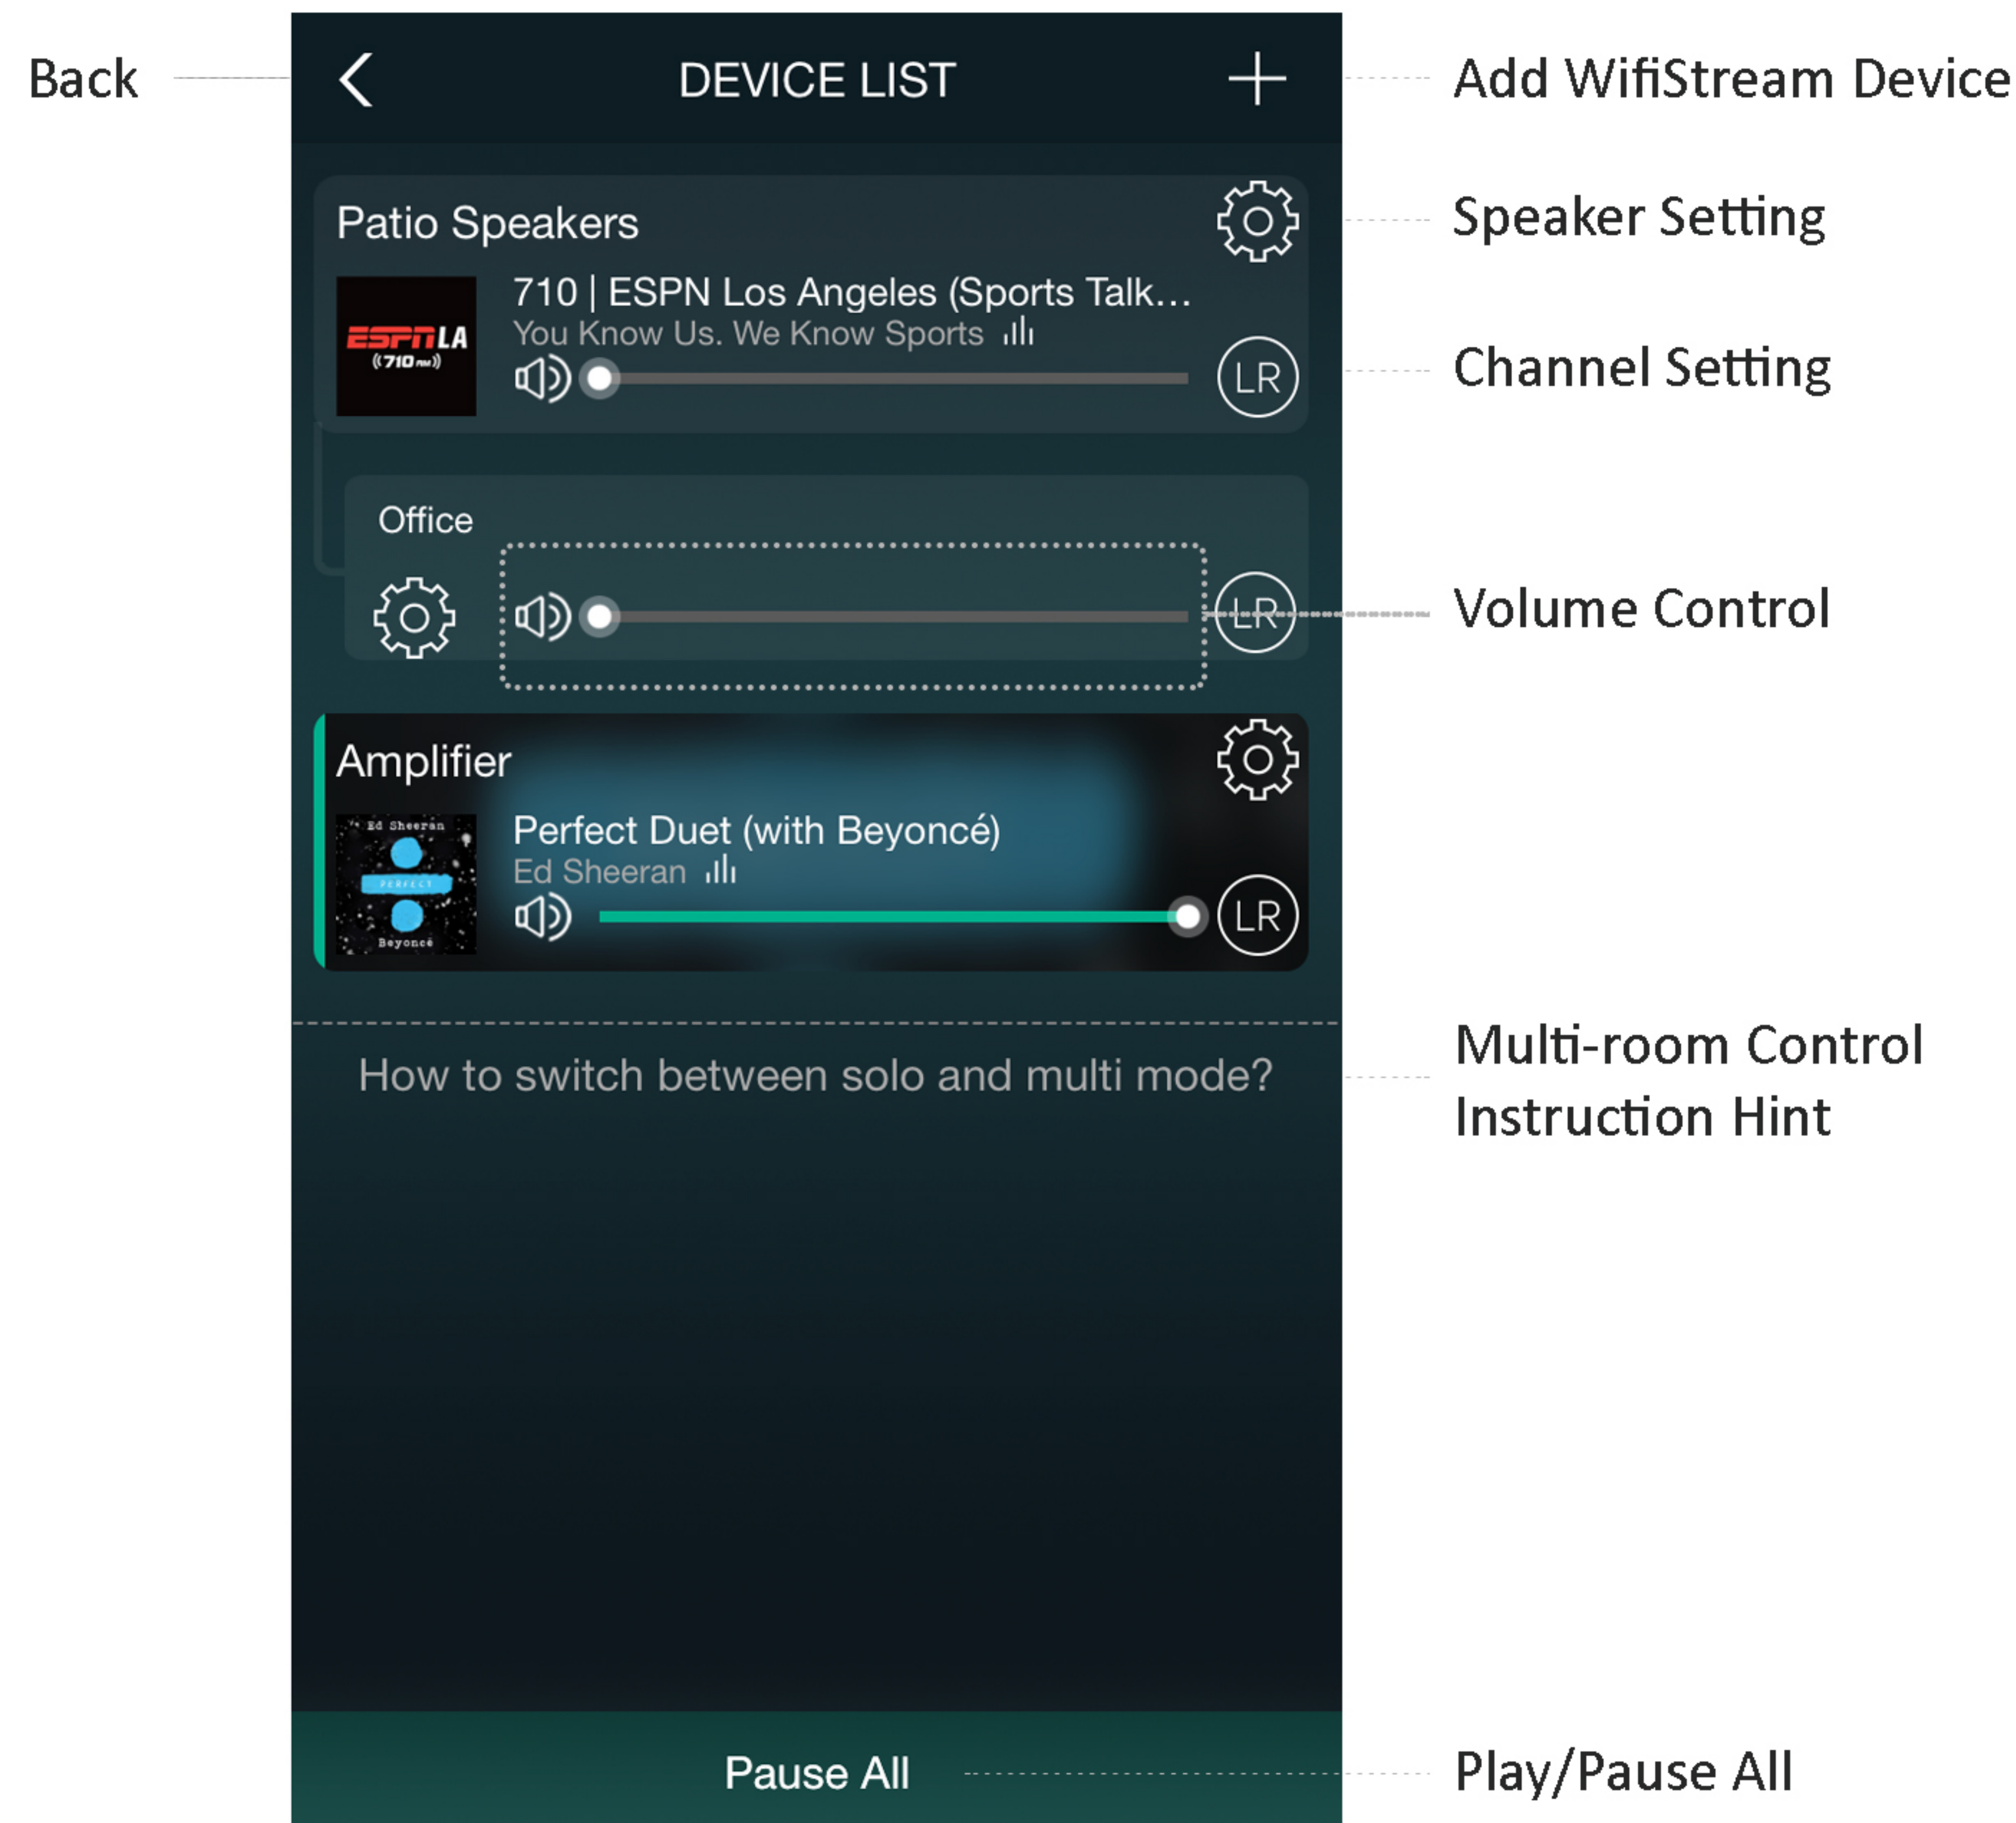 Back
DEVICE LIST
Add WifiStream Device
Patio Speakers
Speaker Setting
710 | ESPN Los Angeles (Sports Talk...
You Know Us. We Know Sports
ESPN LA
710 AM
LR
Channel Setting
Office
LR
Volume Control
Amplifier
Ed Sheeran
PERFECT
Beyoncé
Perfect Duet (with Beyoncé)
Ed Sheeran
LR
How to switch between solo and multi mode?
Multi-room Control
Instruction Hint
Pause All
Play/Pause All